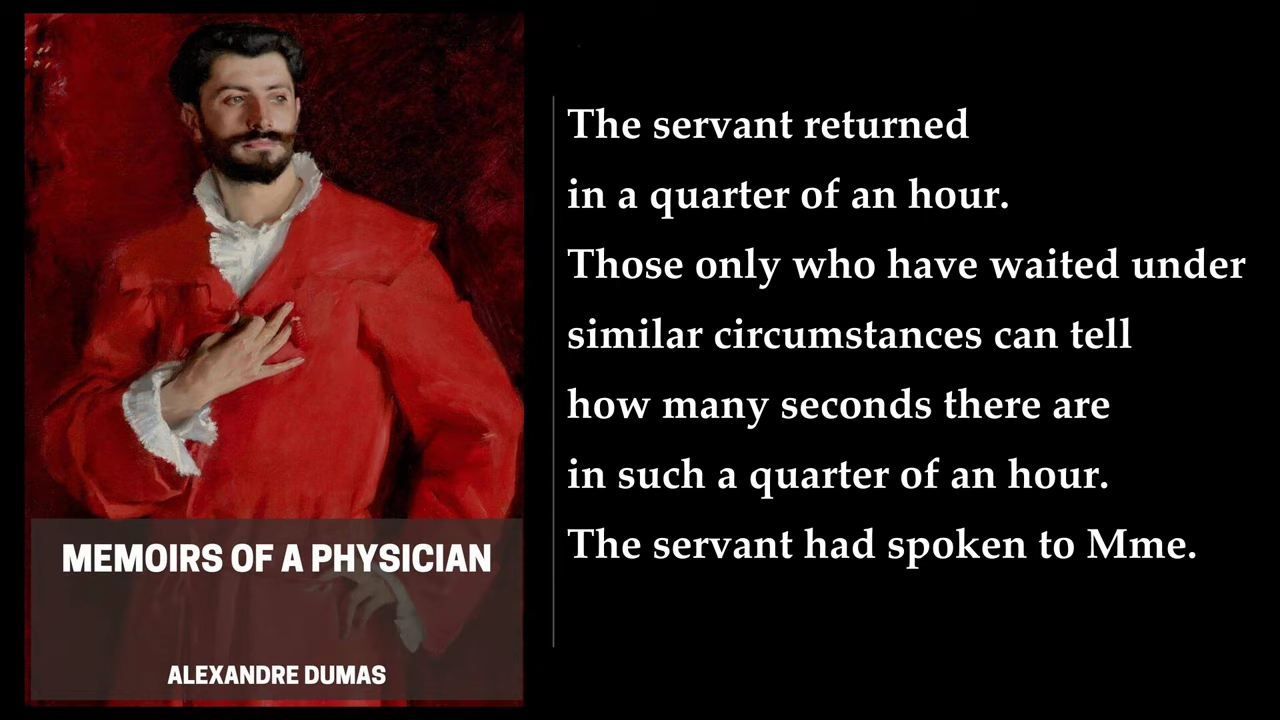 MEMOIRS OF A PHYSICIAN
ALEXANDRE DUMAS
The servant returned
in a quarter of an hour.
Those only who have waited under
similar circumstances can tell
how many seconds there are
in such a quarter of an hour.
The servant had spoken to Mme.